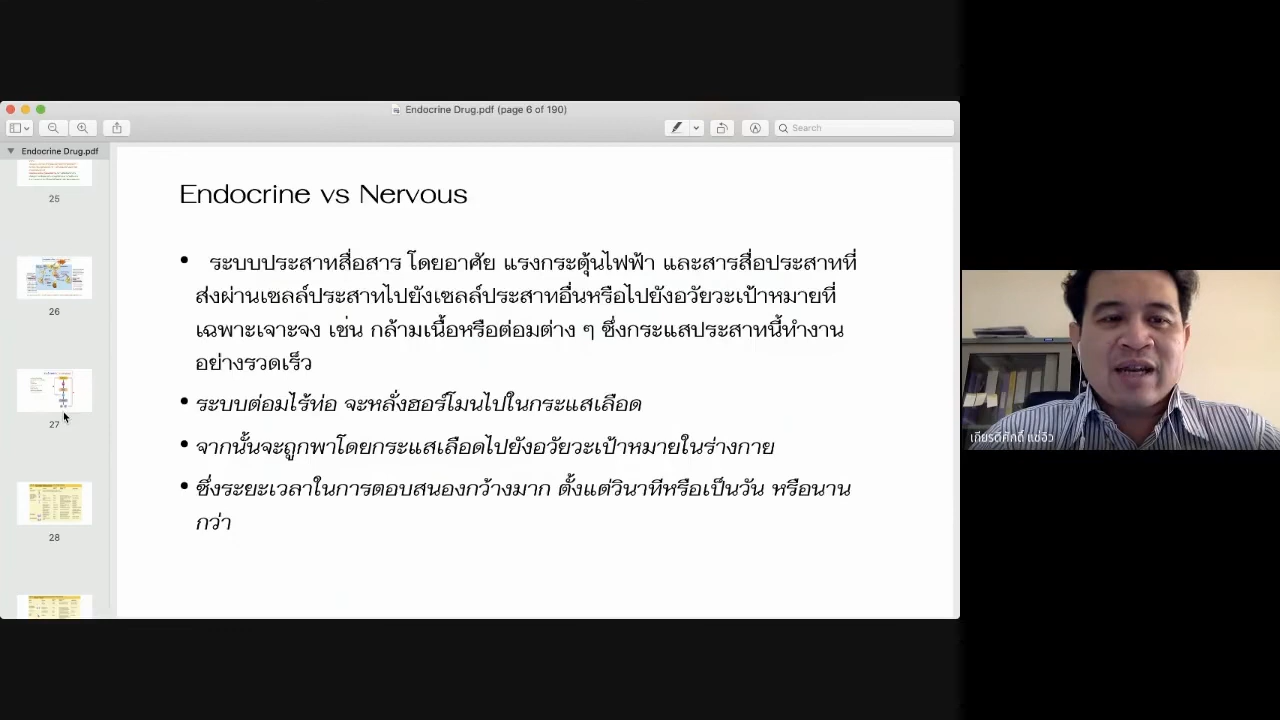 Endocrine Drug.pdf (page 6 of 190)
Search
Endocrine Drug.pdf
25
26
27
28
Endocrine vs Nervous
• ระบบประสาทสื่อสาร โดยอาศัย แรงกระตุ้นไฟฟ้า และสารสื่อประสาทที่
ส่งผ่านเซลล์ประสาทไปยังเซลล์ประสาทอื่นหรือไปยังอวัยวะเป้าหมายที่
เฉพาะเจาะจง เช่น กล้ามเนื้อหรือต่อมต่าง ๆ ซึ่งกระแสประสาทนี้ทำงาน
อย่างรวดเร็ว
• ระบบต่อมไร้ท่อ จะหลั่งฮอร์โมนไปในกระแสเลือด
• จากนั้นจะถูกพาโดยกระแสเลือดไปยังอวัยวะเป้าหมายในร่างกาย
• ซึ่งระยะเวลาในการตอบสนองกว้างมาก ตั้งแต่วินาทีหรือเป็นวัน หรือนาน
กว่า
เกียรติศักดิ์ แซ่อิว